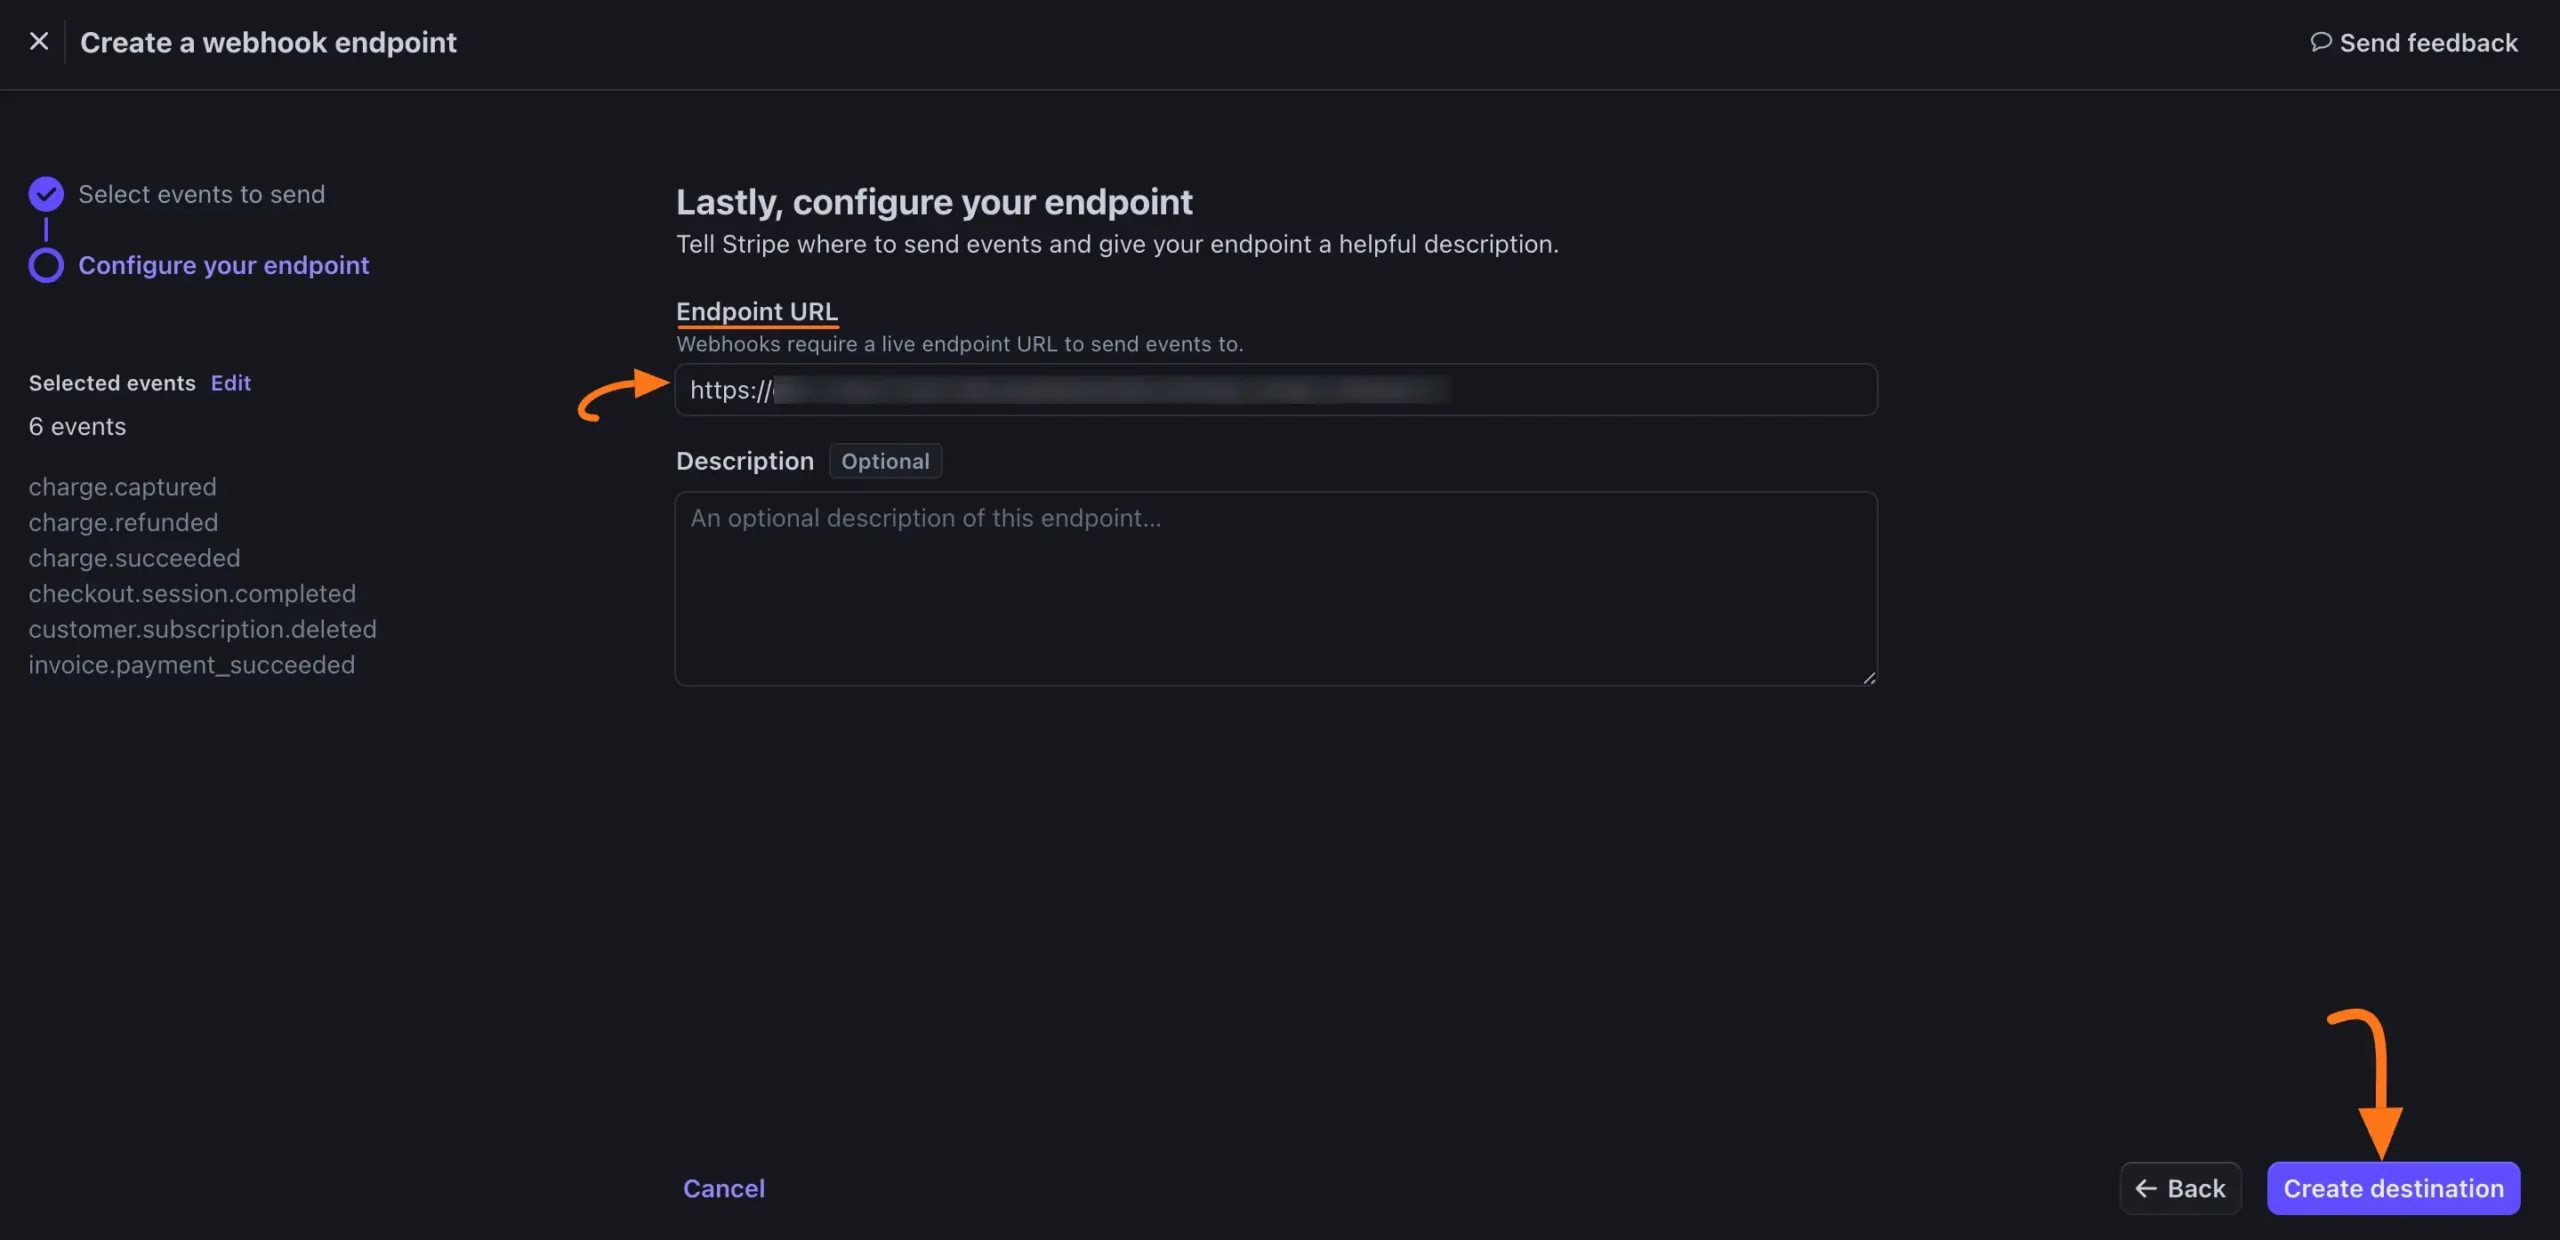 Create a webhook endpoint
Send feedback
Select events to send
Configure your endpoint
Selected events Edit
6 events
charge.captured
charge.refunded
charge.succeeded
checkout.session.completed
customer.subscription.deleted
invoice.payment_succeeded
Lastly, configure your endpoint
Tell Stripe where to send events and give your endpoint a helpful description.
Endpoint URL
Webhooks require a live endpoint URL to send events to.
https://
Description Optional
An optional description of this endpoint...
Cancel
Back
Create destination